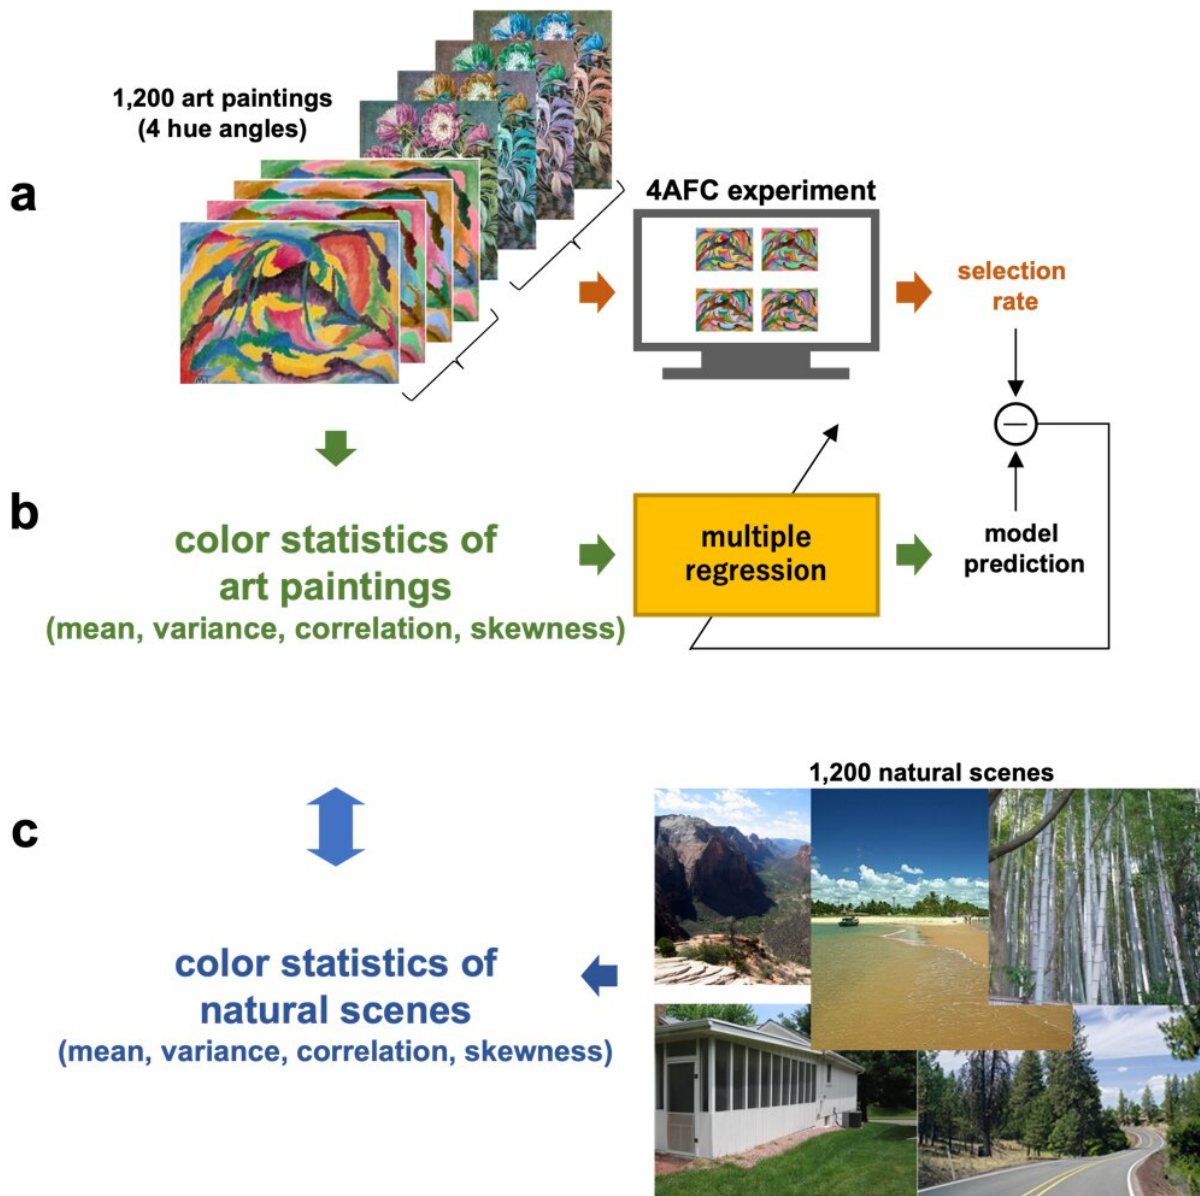 1,200 art paintings
(4 hue angles)
a
4AFC experiment
selection
rate
b
color statistics of
art paintings
(mean, variance, correlation, skewness)
multiple
regression
model
prediction
c
1,200 natural scenes
color statistics of
natural scenes
(mean, variance, correlation, skewness)